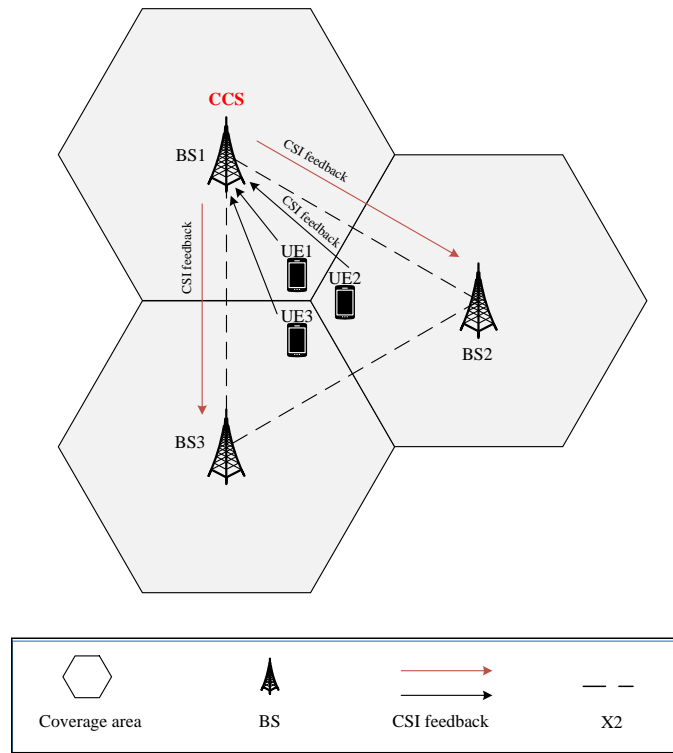 CCS
BS1
CSI feedback
CSI feedback
CSI feedback
UE1
UE2
UE3
BS2
BS3
Coverage area
BS
CSI feedback
X2